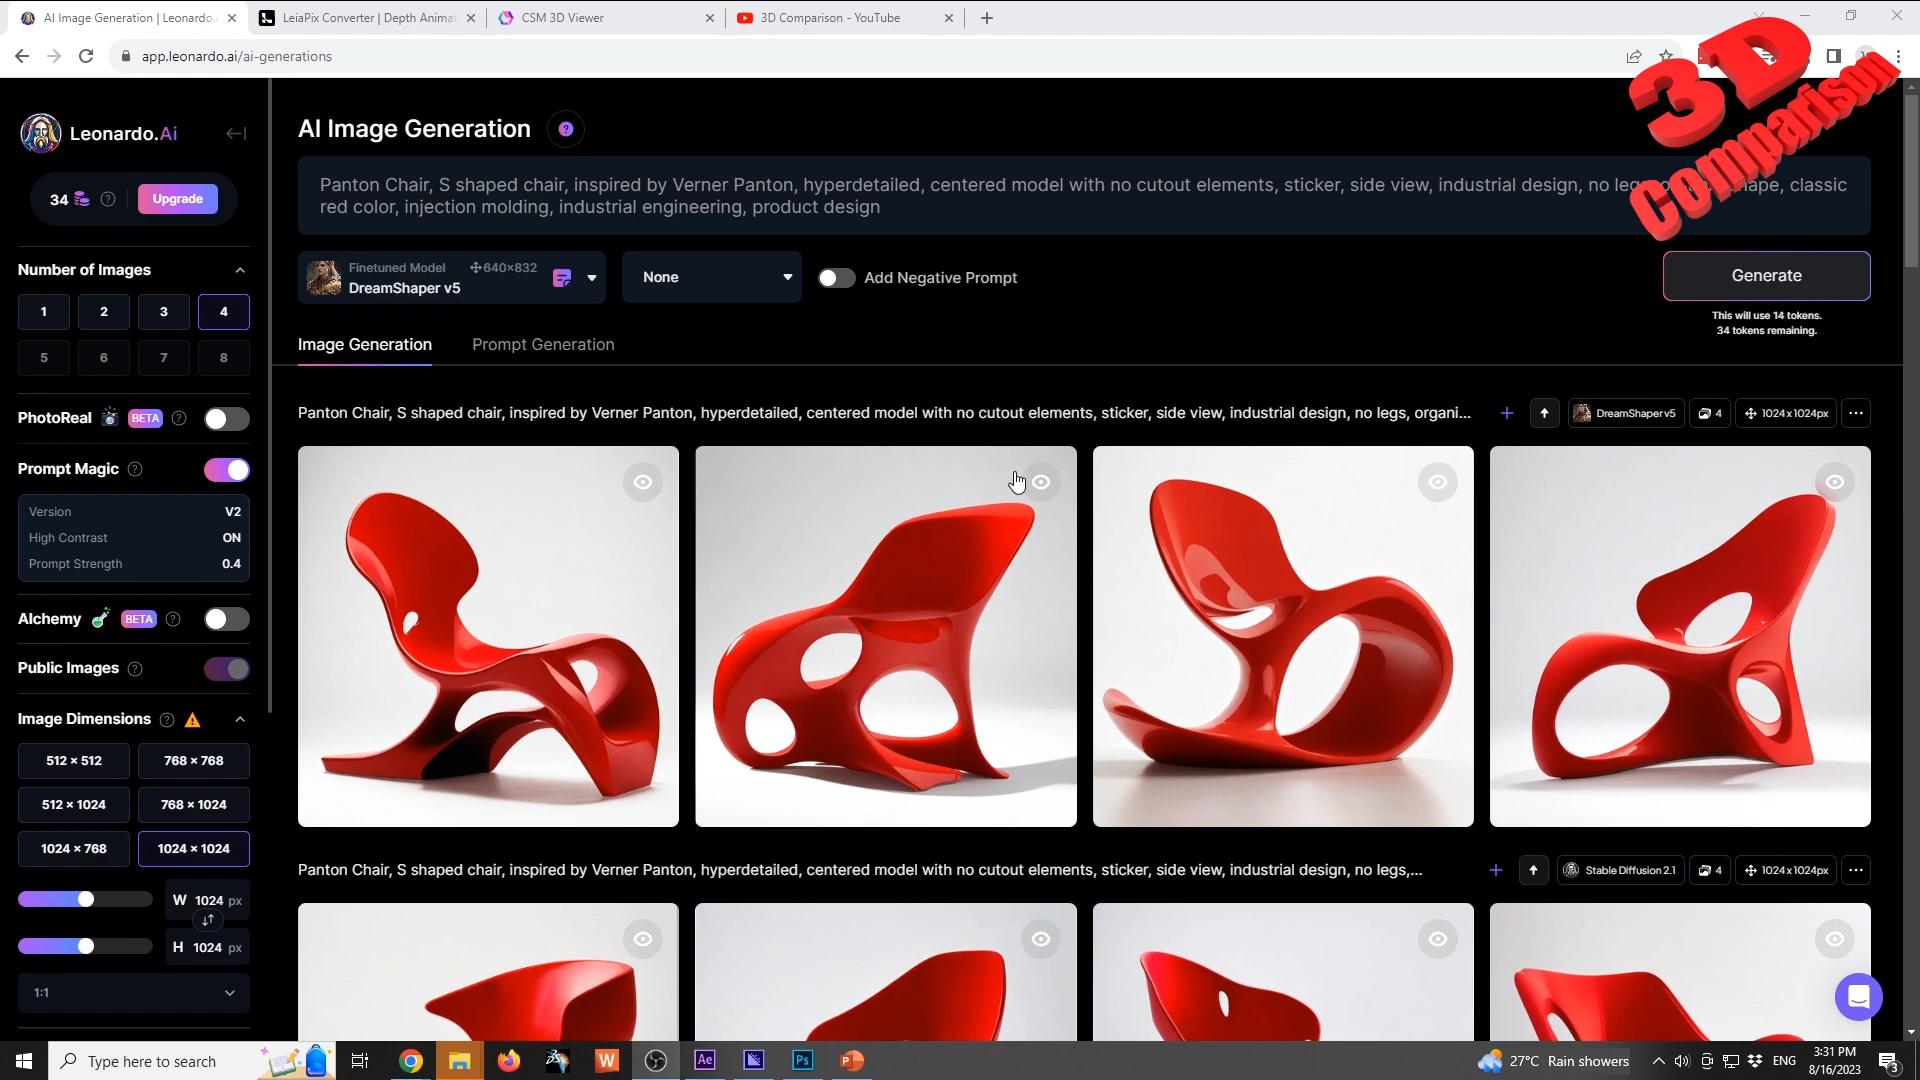 AI Image Generation | Leonardo.
LeiaPix Converter | Depth Animat
CSM 3D Viewer
3D Comparison - YouTube
app.leonardo.ai/ai-generations
3D
Comparison
Leonardo.Ai
34
Upgrade
Number of Images
1 2 3 4
5 6 7 8
PhotoReal BETA
Prompt Magic
Version V2
High Contrast ON
Prompt Strength 0.4
Alchemy BETA
Public Images
Image Dimensions
512 × 512 768 × 768
512 × 1024 768 × 1024
1024 × 768 1024 × 1024
W 1024 px
H 1024 px
1:1
AI Image Generation
Panton Chair, S shaped chair, inspired by Verner Panton, hyperdetailed, centered model with no cutout elements, sticker, side view, industrial design, no classic
red color, injection molding, industrial engineering, product design
Finetuned Model 640×832
DreamShaper v5
None
Add Negative Prompt
Generate
This will use 14 tokens.
34 tokens remaining.
Image Generation Prompt Generation
Panton Chair, S shaped chair, inspired by Verner Panton, hyperdetailed, centered model with no cutout elements, sticker, side view, industrial design, no legs, organi...
DreamShaper v5 4 1024x1024px
Panton Chair, S shaped chair, inspired by Verner Panton, hyperdetailed, centered model with no cutout elements, sticker, side view, industrial design, no legs,...
Stable Diffusion 2.1 4 1024x1024px
Type here to search
Ae
Ps
27°C Rain showers
ENG
3:31 PM
8/16/2023
3